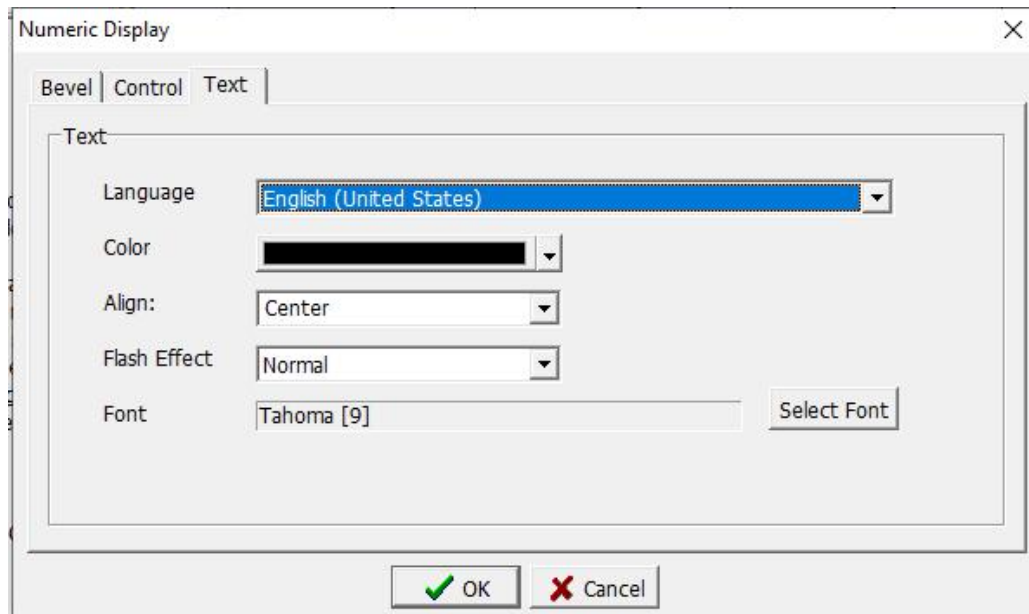 Numeric Display
Bevel Control Text
Text
Language English (United States)
Color
Align: Center
Flash Effect Normal
Font Tahoma [9] Select Font
OK Cancel